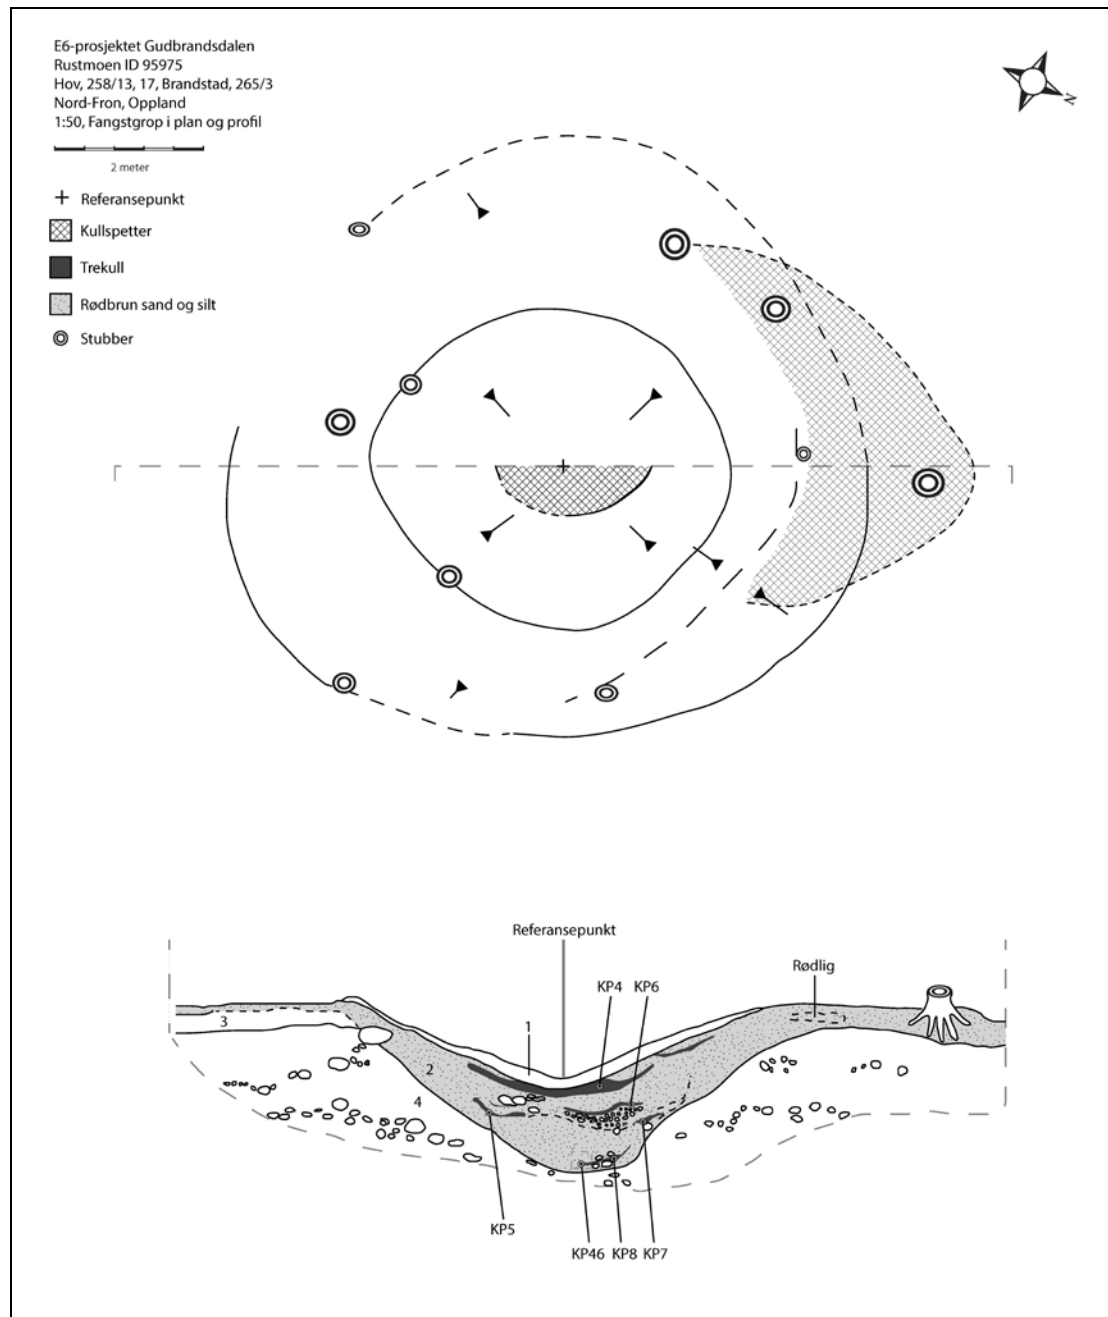 E6-prosjektet Gudbrandsdalen
Rustmoen ID 95975
Hov, 258/13, 17, Brandstad, 265/3
Nord-Fron, Oppland
1:50, Fangstgrop i plan og profil
2 meter
Referansepunkt
Kullspetter
Trekull
Rødbrun sand og silt
Stubber
N
Referansepunkt
Rødlig
KP4 KP6
1
3
2
4
KP5
KP46 KP8 KP7